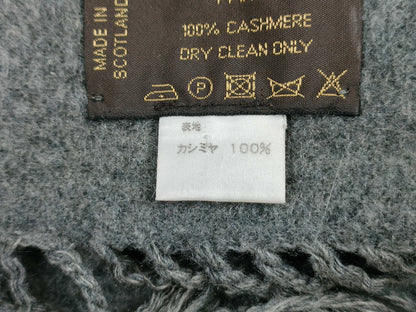 MADE IN
SCOTLAND
100% CASHMERE
DRY CLEAN ONLY
P
表地
カシミヤ 100%